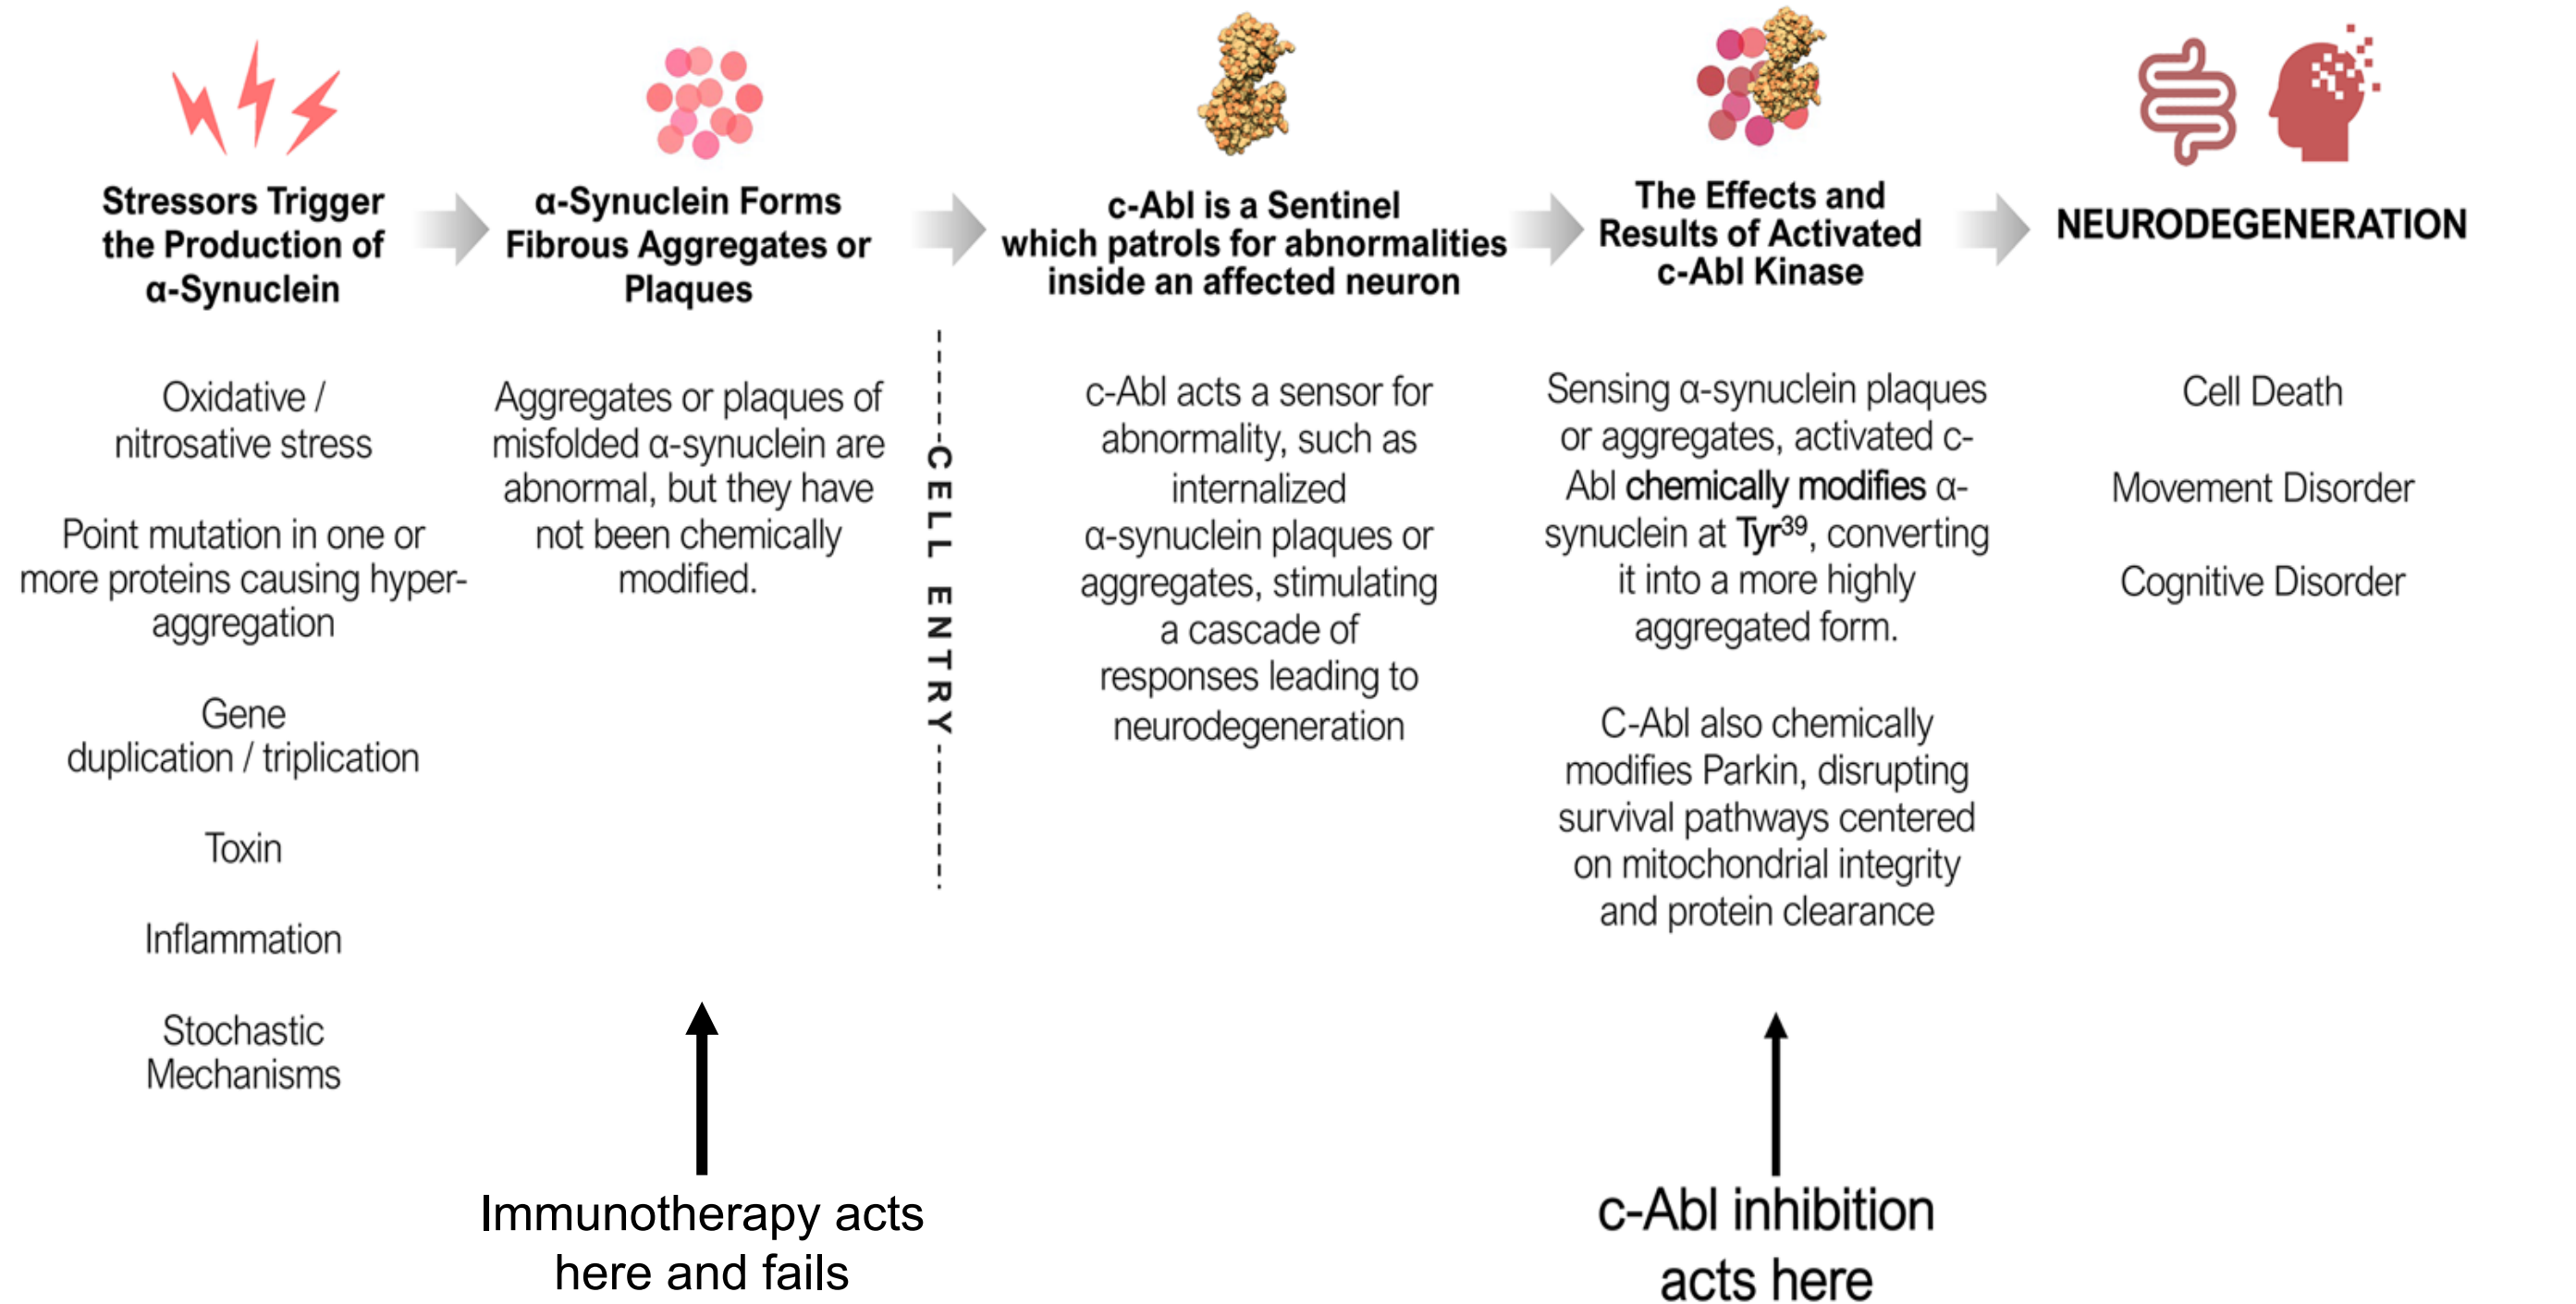 Stressors Trigger
the Production of
α-Synuclein
Oxidative /
nitrosative stress
Point mutation in one or
more proteins causing hyper-
aggregation
Gene
duplication / triplication
Toxin
Inflammation
Stochastic
Mechanisms
α-Synuclein Forms
Fibrous Aggregates or
Plaques
Aggregates or plaques of
misfolded α-synuclein are
abnormal, but they have
not been chemically
modified.
Immunotherapy acts
here and fails
CELL ENTRY
c-Abl is a Sentinel
which patrols for abnormalities
inside an affected neuron
c-Abl acts a sensor for
abnormality, such as
internalized
α-synuclein plaques or
aggregates, stimulating
a cascade of
responses leading to
neurodegeneration
The Effects and
Results of Activated
c-Abl Kinase
Sensing α-synuclein plaques
or aggregates, activated c-
Abl chemically modifies α-
synuclein at Tyr³⁹, converting
it into a more highly
aggregated form.
C-Abl also chemically
modifies Parkin, disrupting
survival pathways centered
on mitochondrial integrity
and protein clearance
c-Abl inhibition
acts here
NEURODEGENERATION
Cell Death
Movement Disorder
Cognitive Disorder